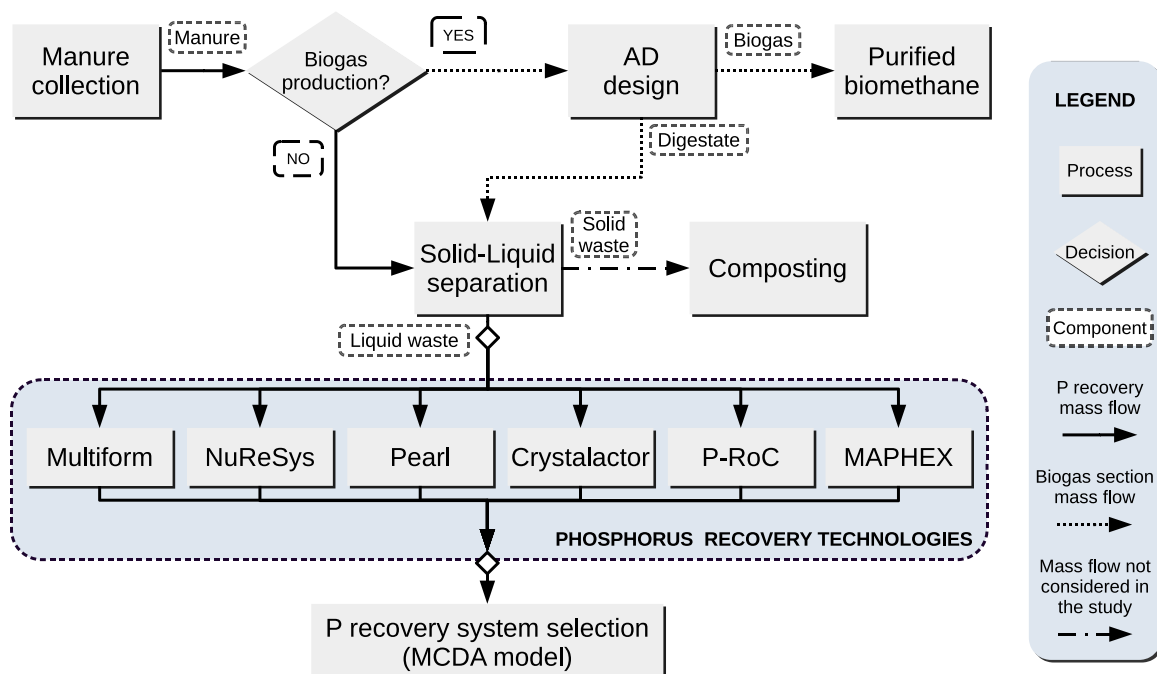 Manure
collection
Manure
Biogas
production?
YES
AD
design
Biogas
Purified
biomethane
NO
Digestate
Solid-Liquid
separation
Solid
waste
Composting
Liquid waste
Multiform
NuReSys
Pearl
Crystalactor
P-RoC
MAPHEX
PHOSPHORUS RECOVERY TECHNOLOGIES
P recovery system selection
(MCDA model)
LEGEND
Process
Decision
Component
P recovery
mass flow
Biogas section
mass flow
Mass flow not
considered in
the study